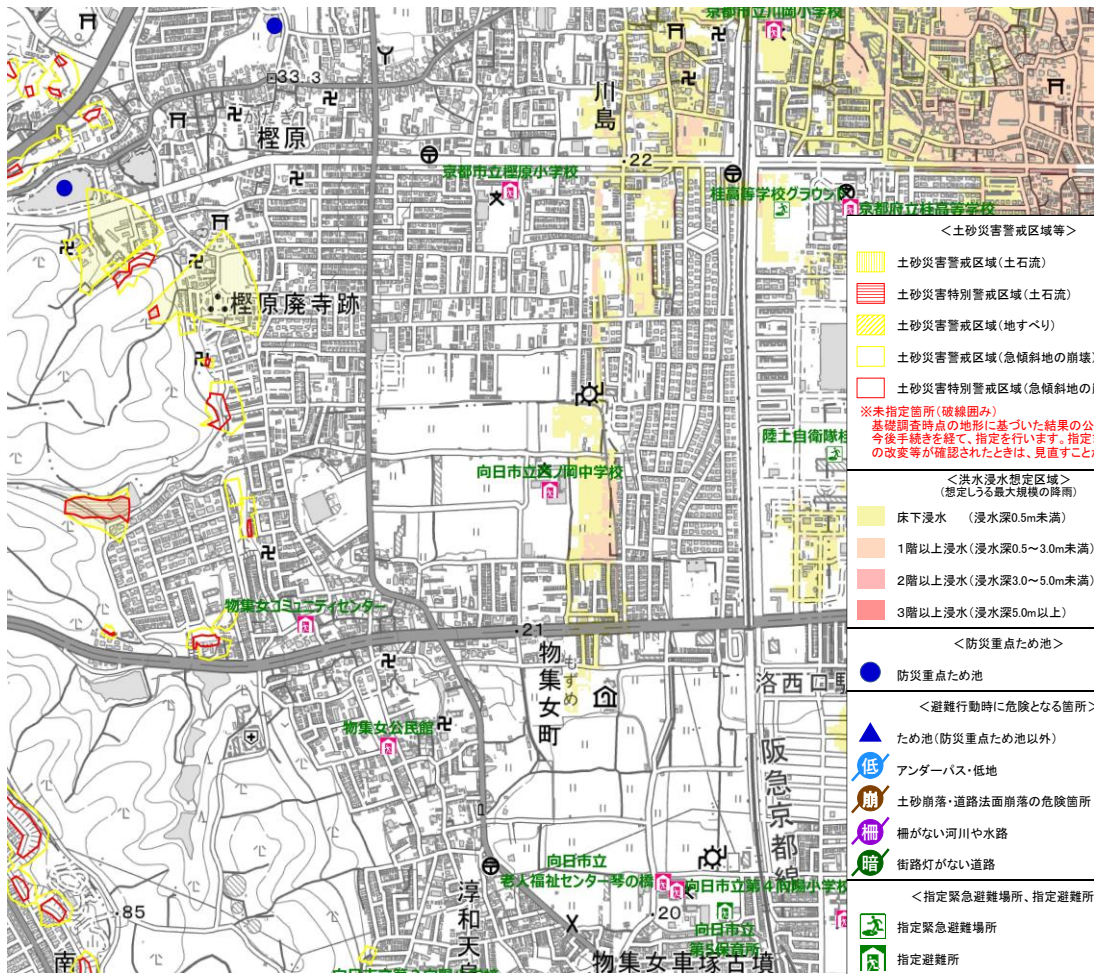 京都市立川岡小学校
33.3
かたぎ
樫原
川島
22
京都市立樫原小学校
桂高等学校グラウンド
京都府立桂高等学校
樫原廃寺跡
陸上自衛隊桂
向日市立西ノ岡中学校
物集女コミュニティセンター
21
物集女町
もずめ
洛西口駅
物集女公民館
阪急京都線
向日市立
老人福祉センター琴の橋
向日市立第4向陽小学校
20
向日市立
第5保育所
淳和天皇
85
南
物集女車塚古墳
<土砂災害警戒区域等>
土砂災害警戒区域(土石流)
土砂災害特別警戒区域(土石流)
土砂災害警戒区域(地すべり)
土砂災害警戒区域(急傾斜地の崩壊)
土砂災害特別警戒区域(急傾斜地の
※未指定箇所(破線囲み)
基礎調査時点の地形に基づいた結果の公
今後手続きを経て、指定を行います。指定
の改変等が確認されたときは、見直すことが
<洪水浸水想定区域>
(想定しうる最大規模の降雨)
床下浸水 (浸水深0.5m未満)
1階以上浸水(浸水深0.5~3.0m未満)
2階以上浸水(浸水深3.0~5.0m未満)
3階以上浸水(浸水深5.0m以上)
<防災重点ため池>
防災重点ため池
<避難行動時に危険となる箇所>
ため池(防災重点ため池以外)
低 アンダーパス・低地
崩 土砂崩落・道路法面崩落の危険箇所
柵 柵がない河川や水路
暗 街路灯がない道路
<指定緊急避難場所、指定避難所
指定緊急避難場所
指定避難所